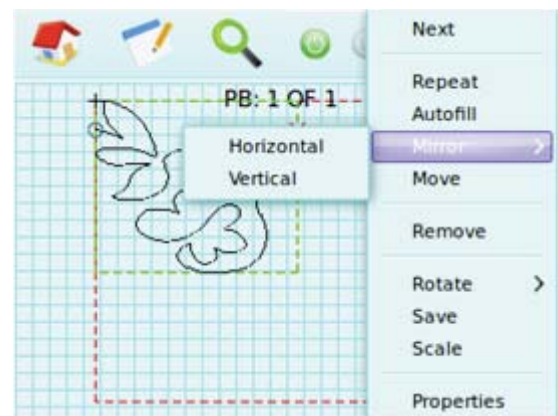 Next
PB: 1 OF 1
Repeat
Autofill
Horizontal
Mirror
Vertical
Move
Remove
Rotate
Save
Scale
Properties